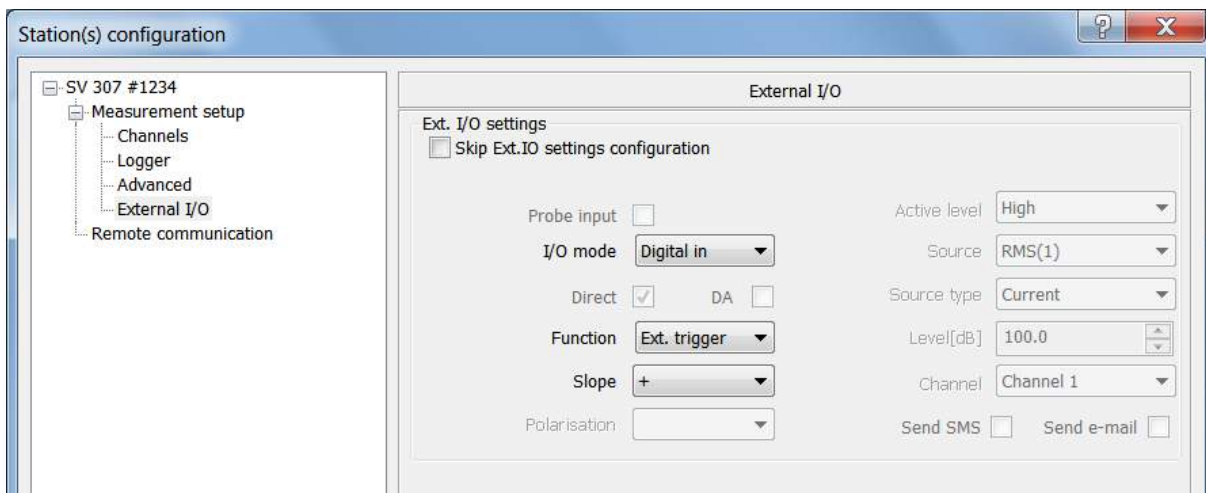 Station(s) configuration
SV 307 #1234
Measurement setup
Channels
Logger
Advanced
External I/O
Remote communication
External I/O
Ext. I/O settings
Skip Ext.IO settings configuration
Probe input
I/O mode Digital in
Direct DA
Function Ext. trigger
Slope +
Polarisation
Active level High
Source RMS(1)
Source type Current
Level[dB] 100.0
Channel Channel 1
Send SMS Send e-mail